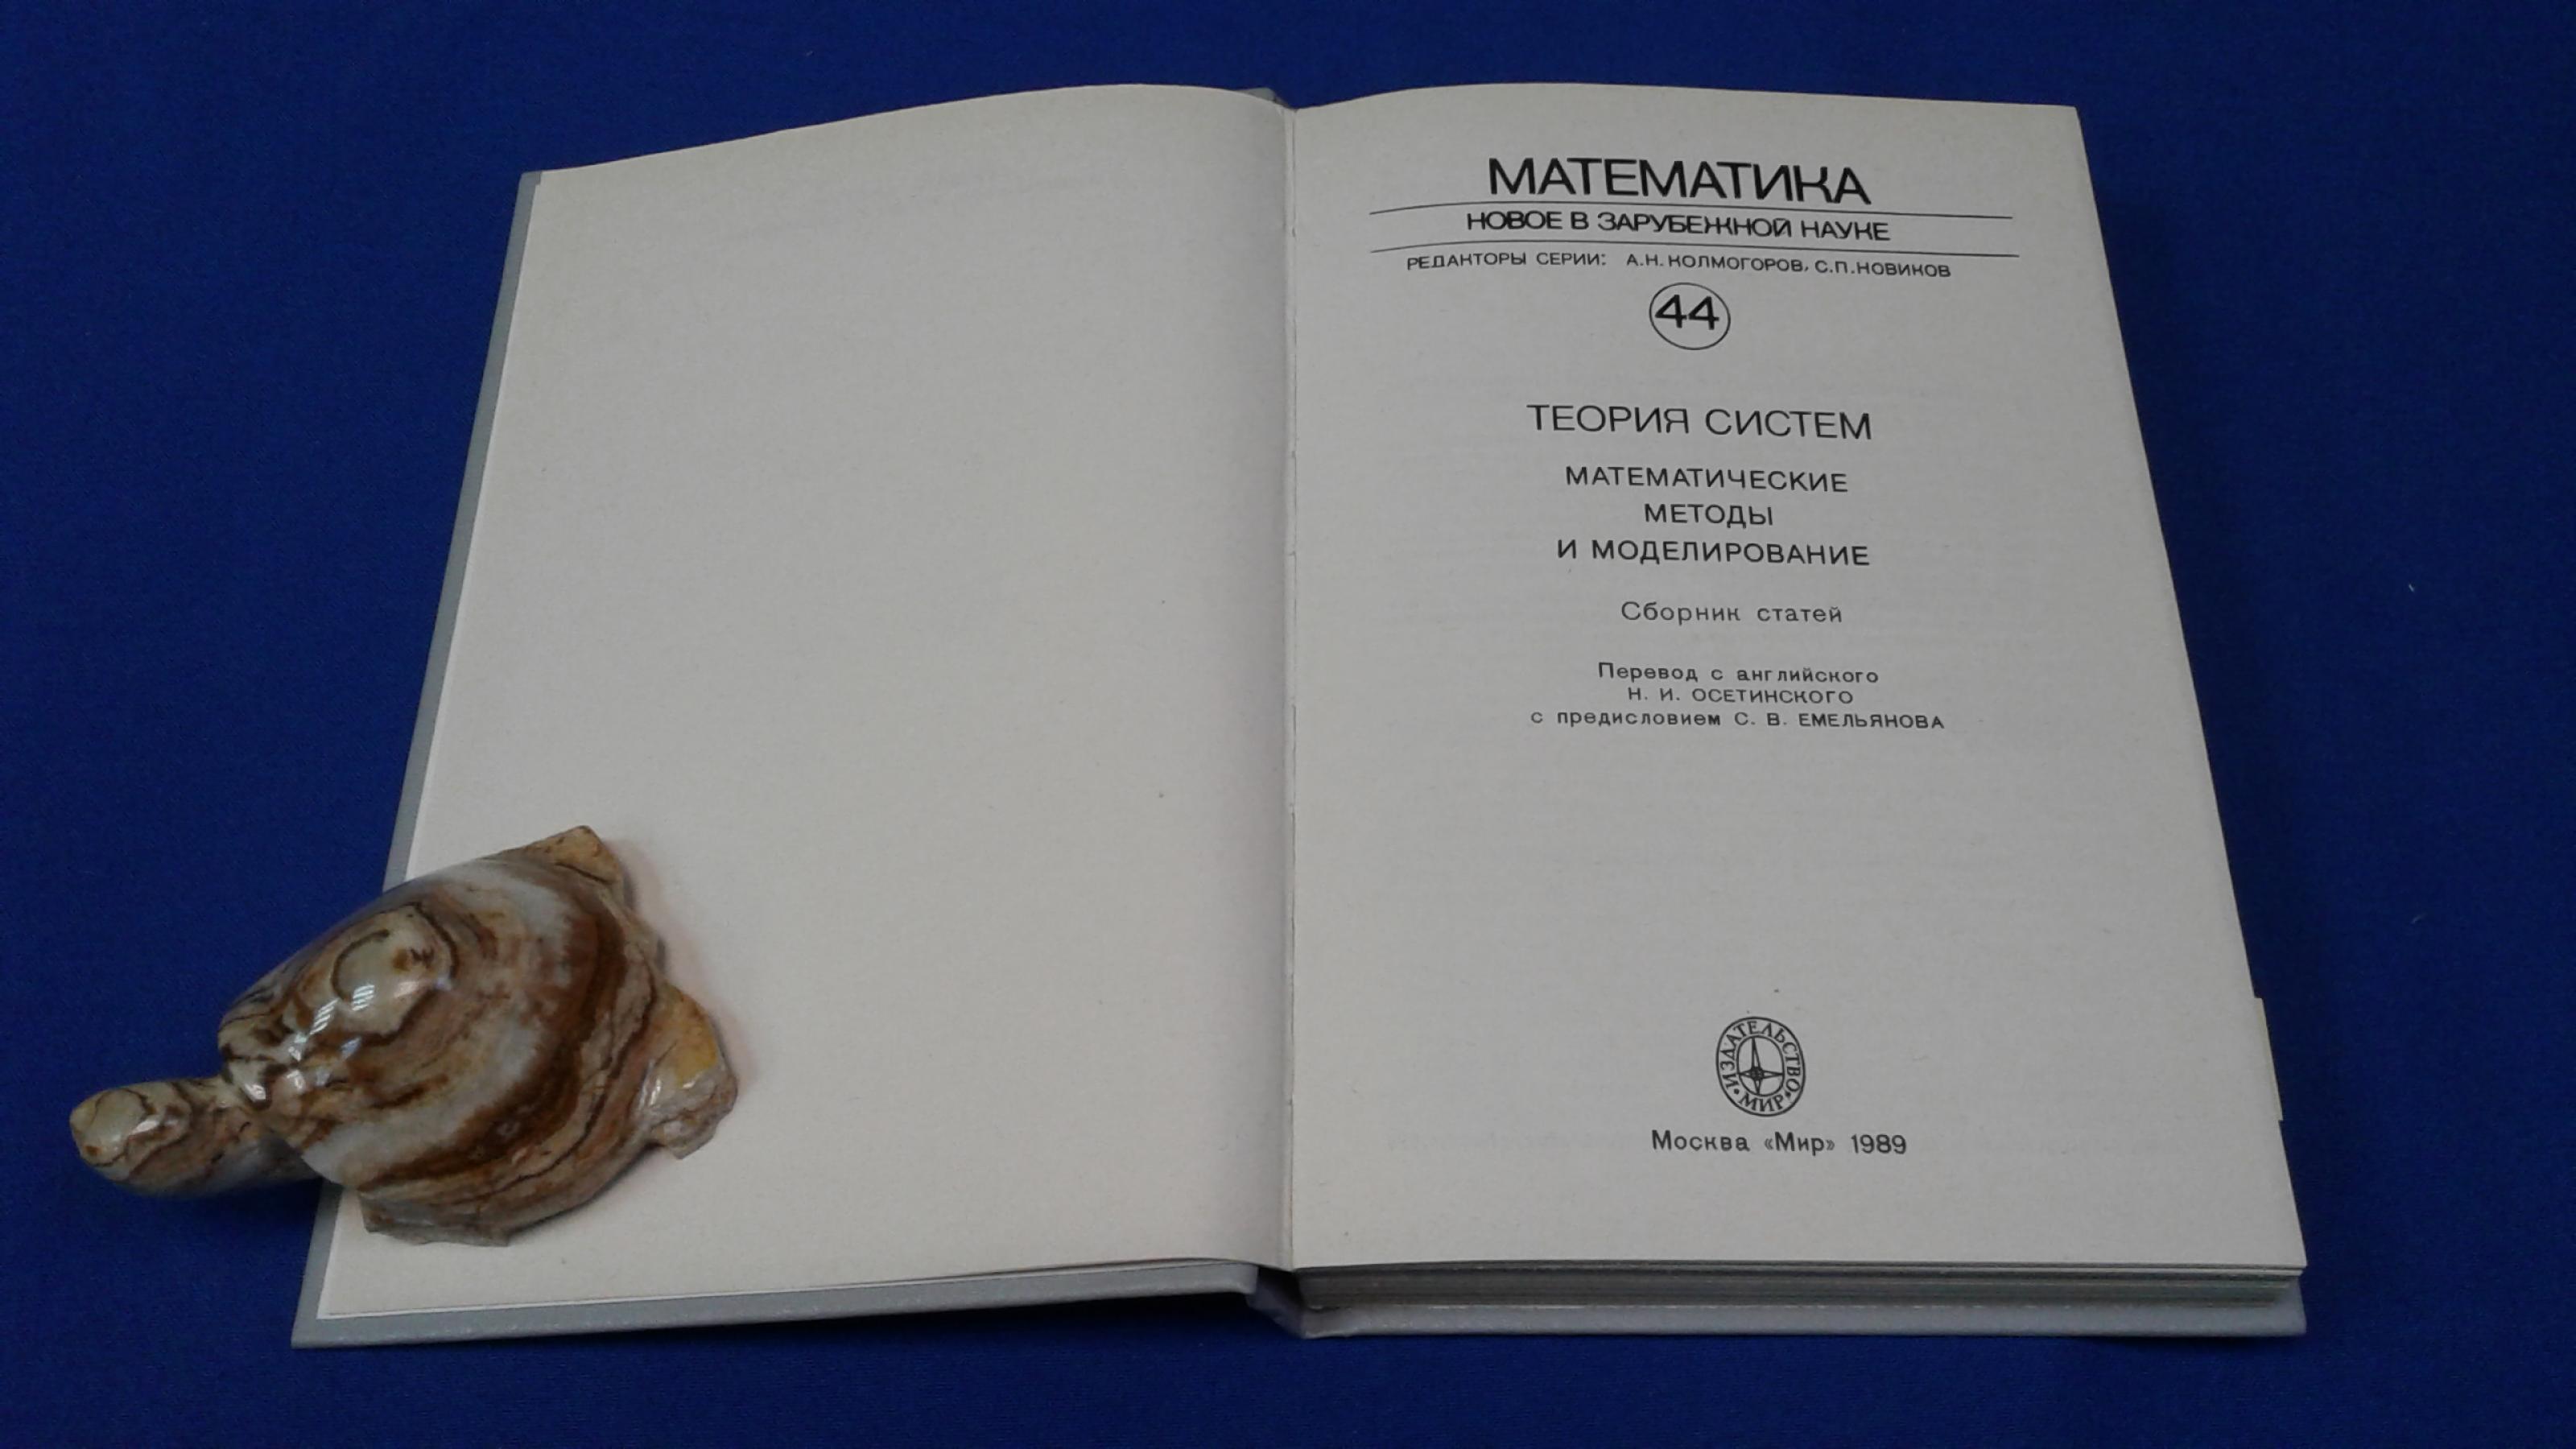 МАТЕМАТИКА
НОВОЕ В ЗАРУБЕЖНОЙ НАУКЕ
РЕДАКТОРЫ СЕРИИ: А.Н.КОЛМОГОРОВ, С.П.НОВИКОВ
44
ТЕОРИЯ СИСТЕМ
МАТЕМАТИЧЕСКИЕ
МЕТОДЫ
И МОДЕЛИРОВАНИЕ
Сборник статей
Перевод с английского
Н. И. ОСЕТИНСКОГО
с предисловием С. В. ЕМЕЛЬЯНОВА
ИЗДАТЕЛЬСТВО • МИР •
Москва «Мир» 1989